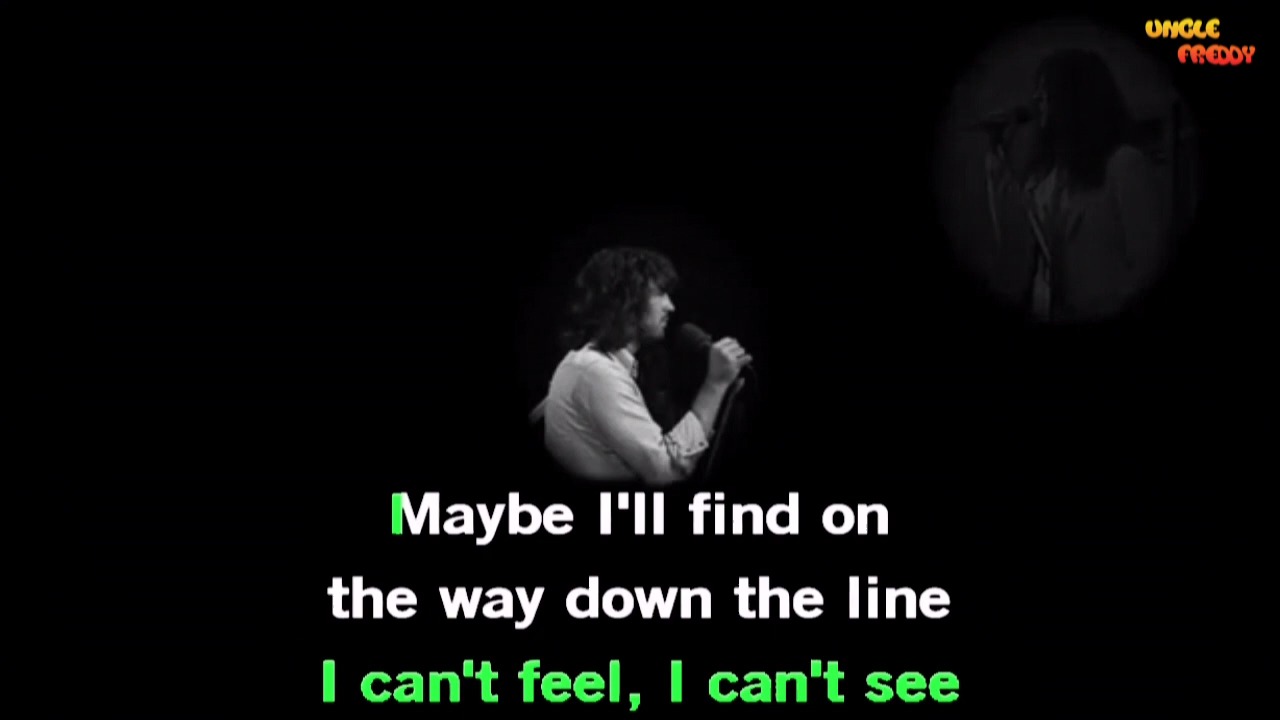 UNCLE
FREDDY
Maybe I'll find on
the way down the line
I can't feel, I can't see